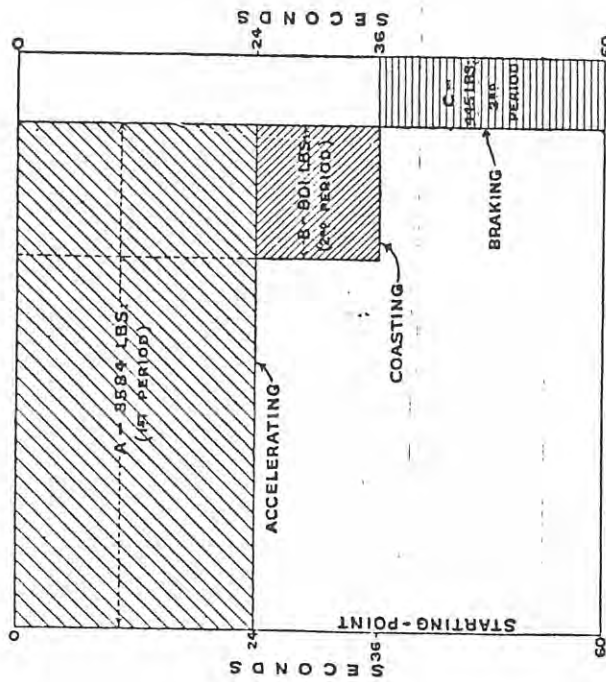 0
24
36
60
SECONDS
STARTING-POINT
A – 3584 LBS.
(1ST PERIOD)
ACCELERATING
B – 801 LBS.
(2ND PERIOD)
COASTING
C –
445 LBS.
3RD
PERIOD
BRAKING
0
24
36
60
SECONDS